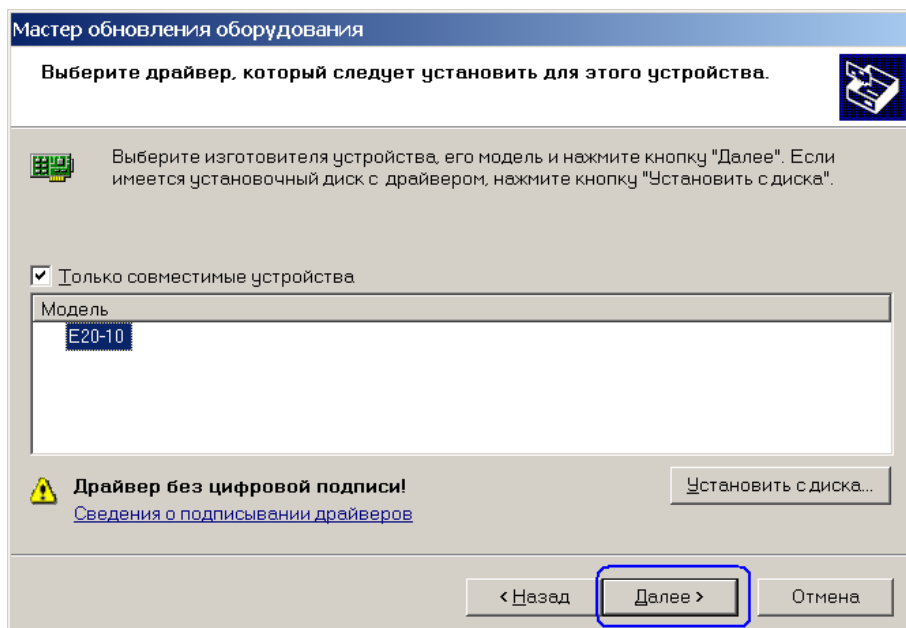 Мастер обновления оборудования
Выберите драйвер, который следует установить для этого устройства.
Выберите изготовителя устройства, его модель и нажмите кнопку "Далее". Если
имеется установочный диск с драйвером, нажмите кнопку "Установить с диска".
Только совместимые устройства
Модель
E20-10
Драйвер без цифровой подписи!
Сведения о подписывании драйверов
Установить с диска...
< Назад
Далее >
Отмена